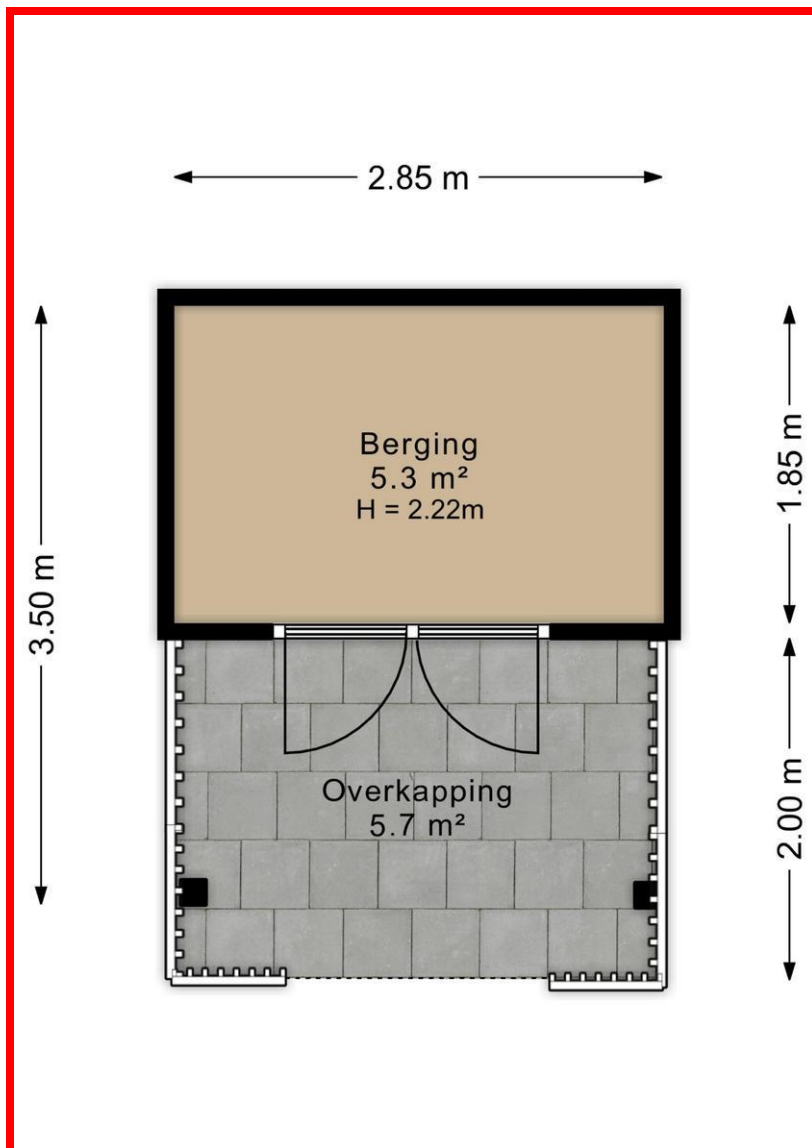 2.85 m
Berging
5.3 m²
H = 2.22m
1.85 m
3.50 m
Overkapping
5.7 m²
2.00 m